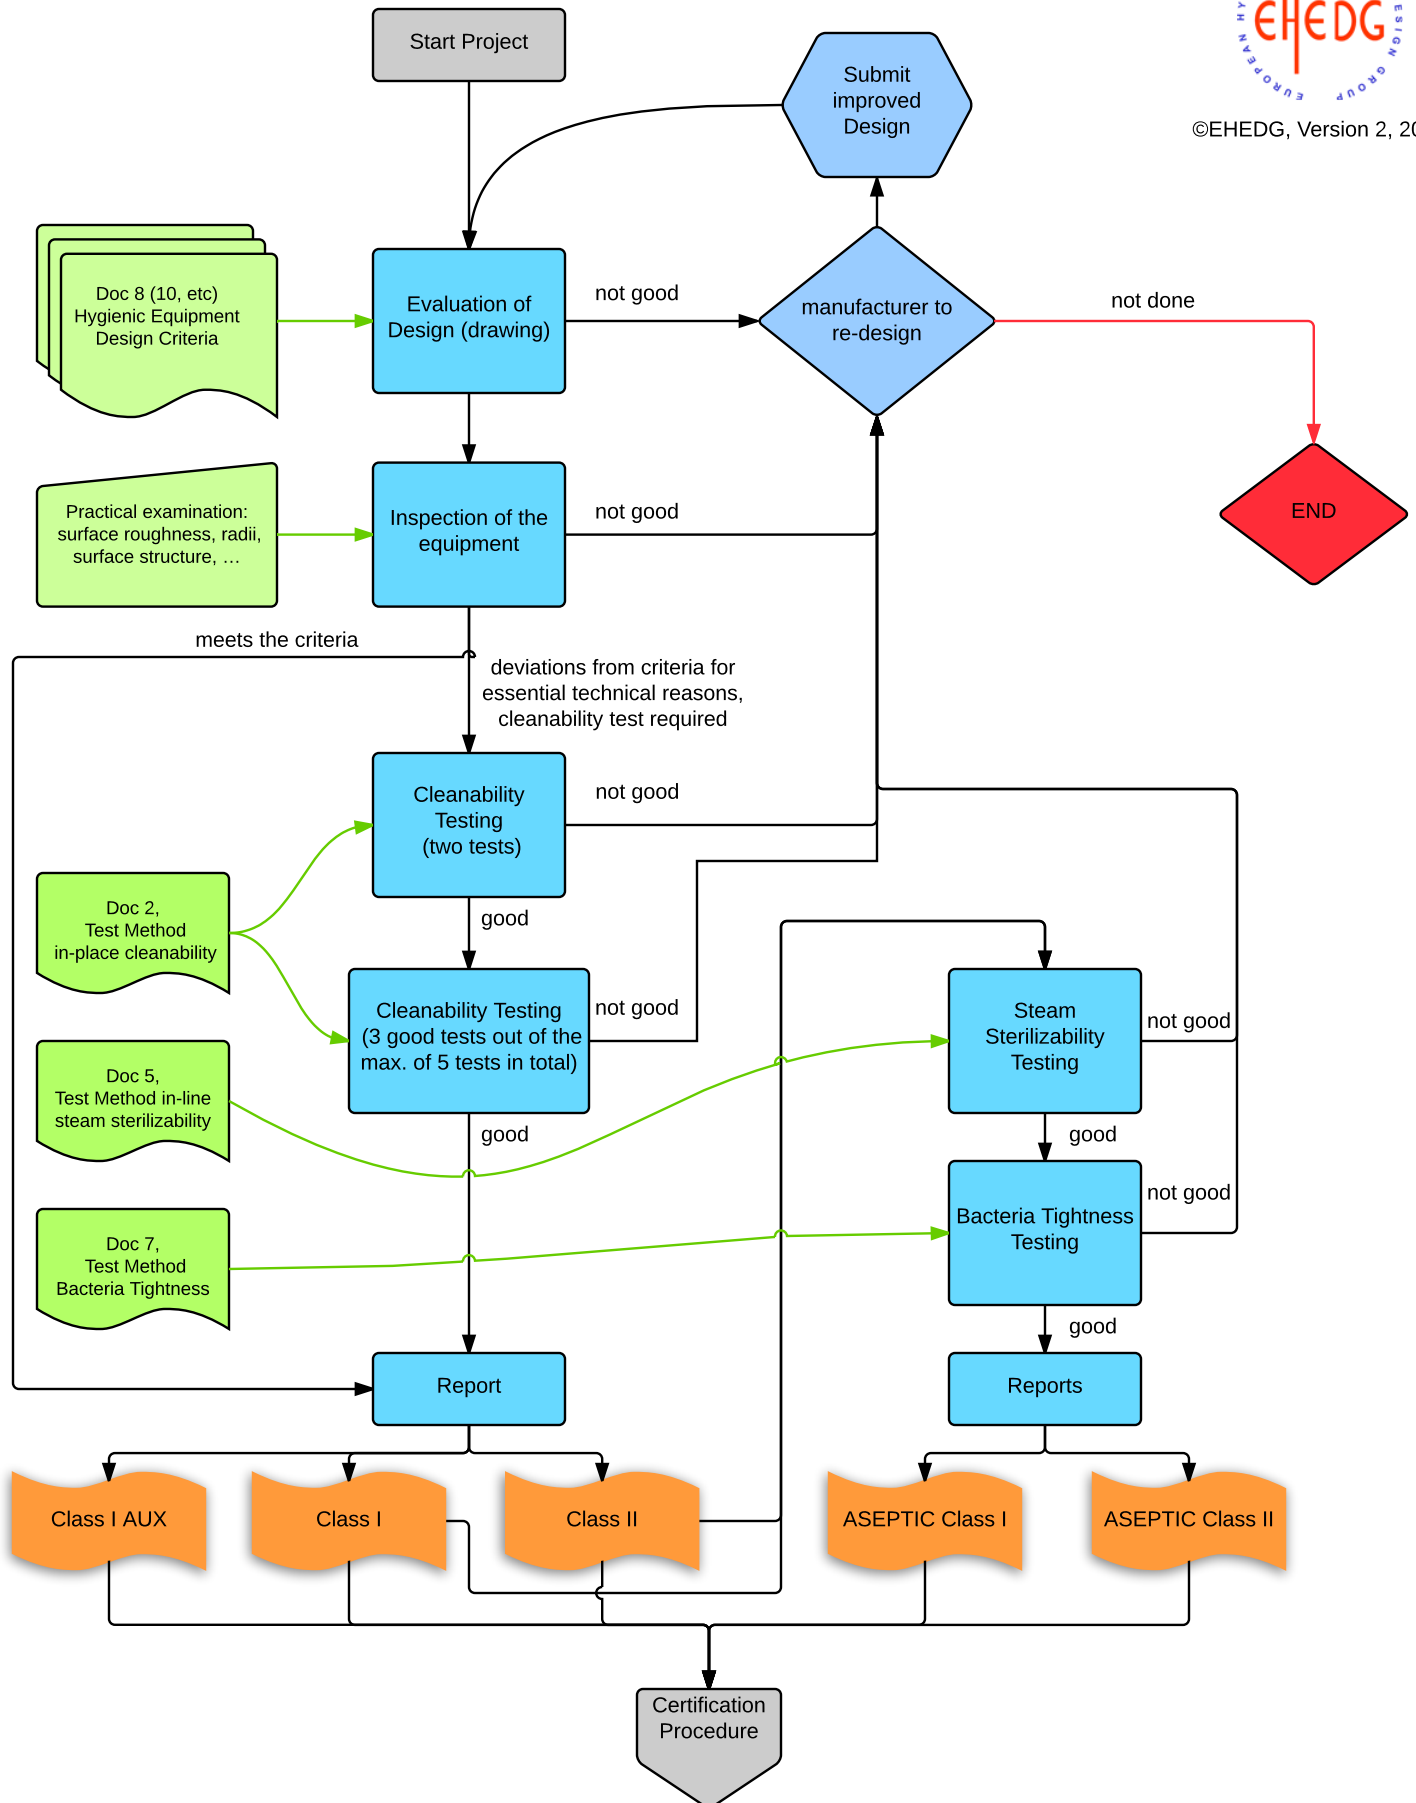 Start Project
Submit
improved
Design
EHEDG
EUROPEAN HY
ESIGN GROUP
©EHEDG, Version 2, 20
Doc 8 (10, etc)
Hygienic Equipment
Design Criteria
Evaluation of
Design (drawing)
not good
manufacturer to
re-design
not done
END
Practical examination:
surface roughness, radii,
surface structure, …
Inspection of the
equipment
not good
meets the criteria
deviations from criteria for
essential technical reasons,
cleanability test required
Cleanability
Testing
(two tests)
not good
good
Doc 2,
Test Method
in-place cleanability
Cleanability Testing
(3 good tests out of the
max. of 5 tests in total)
not good
good
Steam
Sterilizability
Testing
not good
good
Doc 5,
Test Method in-line
steam sterilizability
Bacteria Tightness
Testing
not good
good
Doc 7,
Test Method
Bacteria Tightness
Report
Reports
Class I AUX
Class I
Class II
ASEPTIC Class I
ASEPTIC Class II
Certification
Procedure